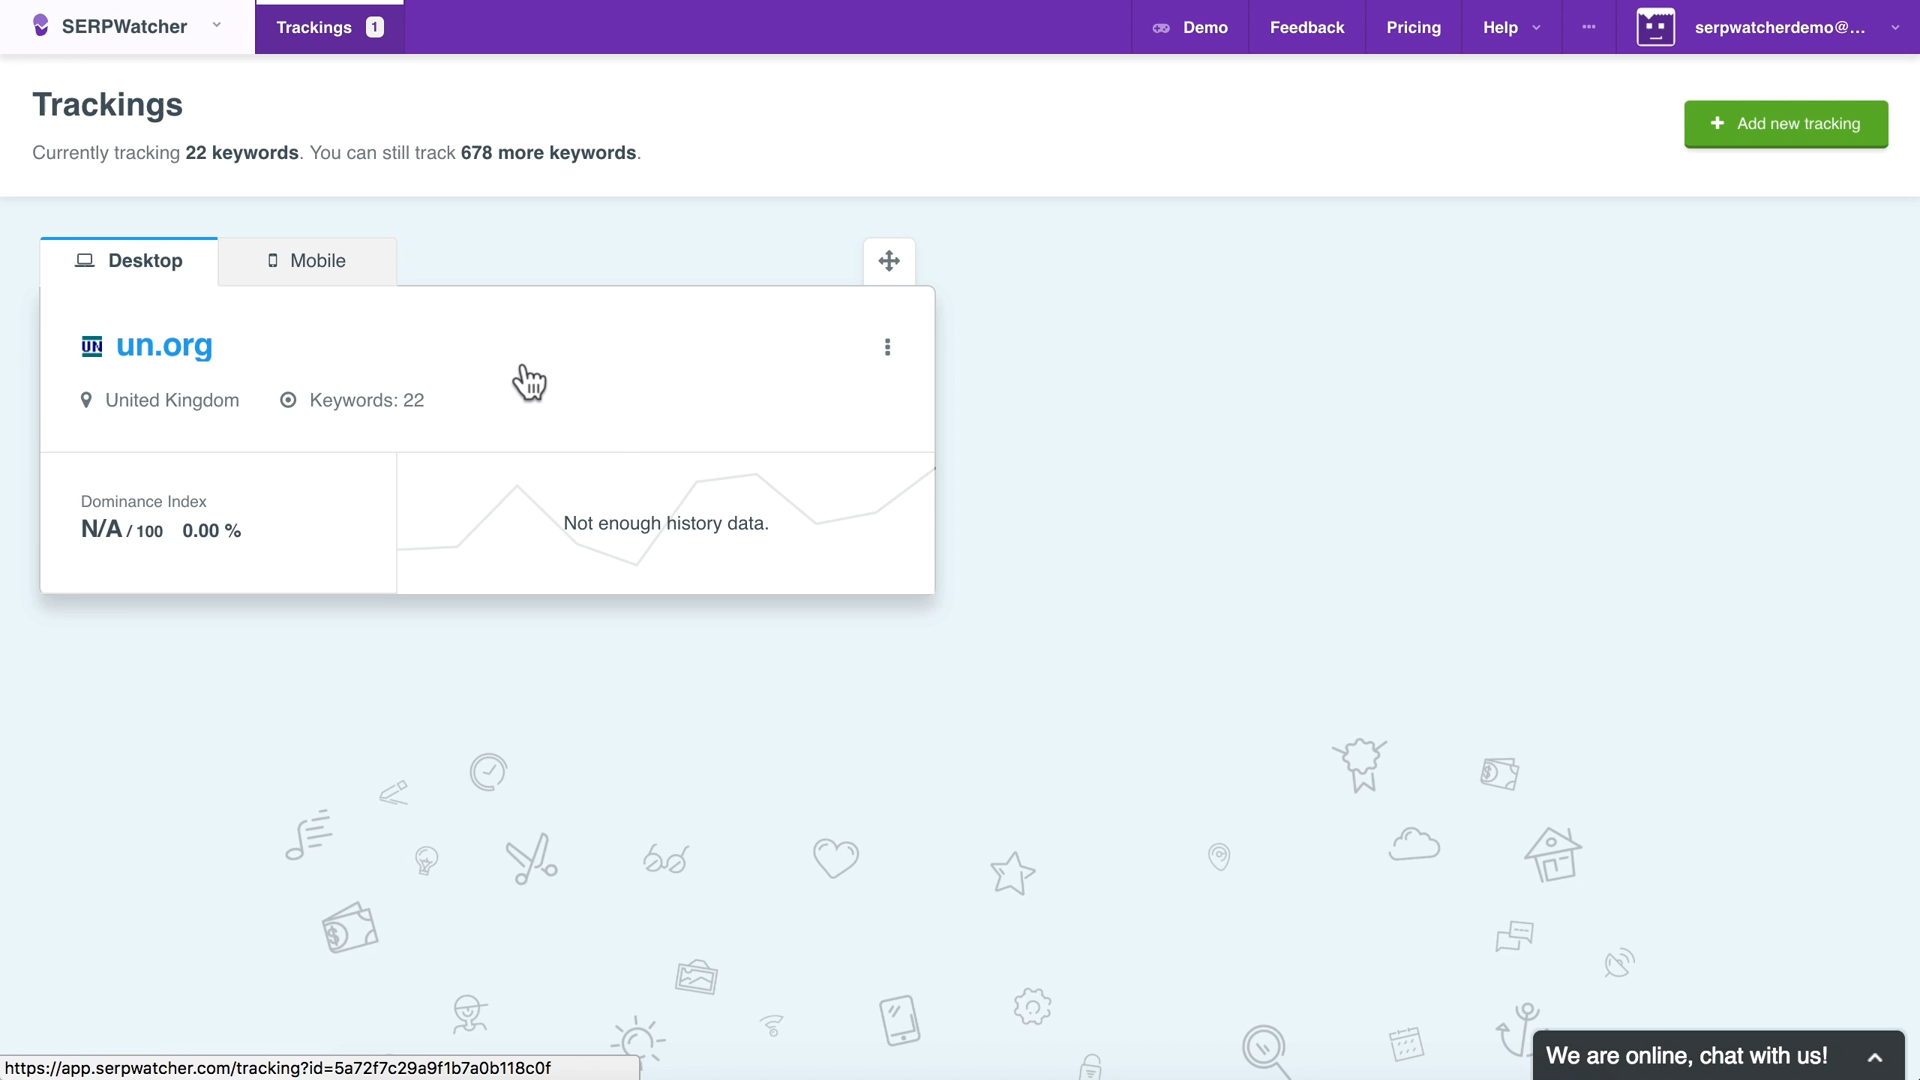 SERPWatcher
Trackings 1
Demo
Feedback
Pricing
Help
serpwatcherdemo@...
Trackings
Currently tracking 22 keywords. You can still track 678 more keywords.
+ Add new tracking
Desktop
Mobile
UN un.org
United Kingdom
Keywords: 22
Dominance Index
N/A / 100 0.00 %
Not enough history data.
We are online, chat with us!
https://app.serpwatcher.com/tracking?id=5a72f7c29a9f1b7a0b118c0f